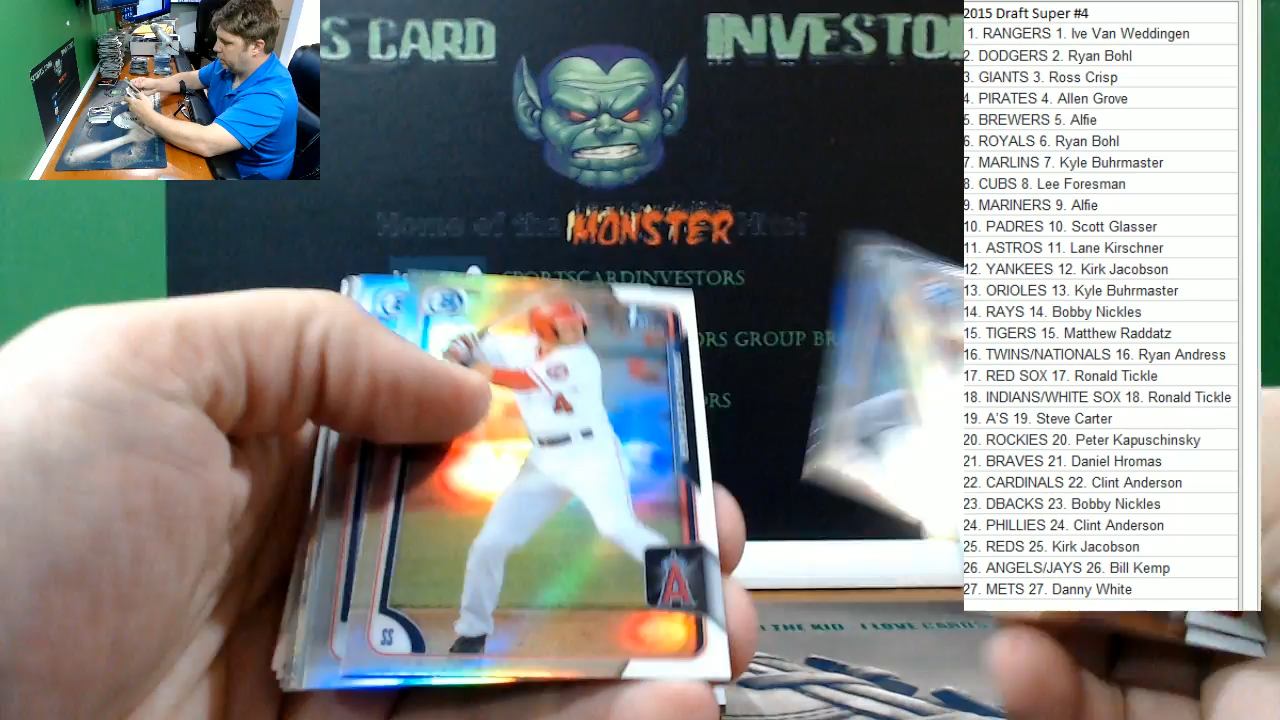 S CARD INVESTO
Home of the MONSTER Hits!
SPORTSCARDINVESTORS
ORS GROUP BR
ORS
4
A
SS
I THE KID I LOVE CARDS
2015 Draft Super #4
1. RANGERS 1. Ive Van Weddingen
2. DODGERS 2. Ryan Bohl
3. GIANTS 3. Ross Crisp
4. PIRATES 4. Allen Grove
5. BREWERS 5. Alfie
6. ROYALS 6. Ryan Bohl
7. MARLINS 7. Kyle Buhrmaster
8. CUBS 8. Lee Foresman
9. MARINERS 9. Alfie
10. PADRES 10. Scott Glasser
11. ASTROS 11. Lane Kirschner
12. YANKEES 12. Kirk Jacobson
13. ORIOLES 13. Kyle Buhrmaster
14. RAYS 14. Bobby Nickles
15. TIGERS 15. Matthew Raddatz
16. TWINS/NATIONALS 16. Ryan Andress
17. RED SOX 17. Ronald Tickle
18. INDIANS/WHITE SOX 18. Ronald Tickle
19. A'S 19. Steve Carter
20. ROCKIES 20. Peter Kapuschinsky
21. BRAVES 21. Daniel Hromas
22. CARDINALS 22. Clint Anderson
23. DBACKS 23. Bobby Nickles
24. PHILLIES 24. Clint Anderson
25. REDS 25. Kirk Jacobson
26. ANGELS/JAYS 26. Bill Kemp
27. METS 27. Danny White